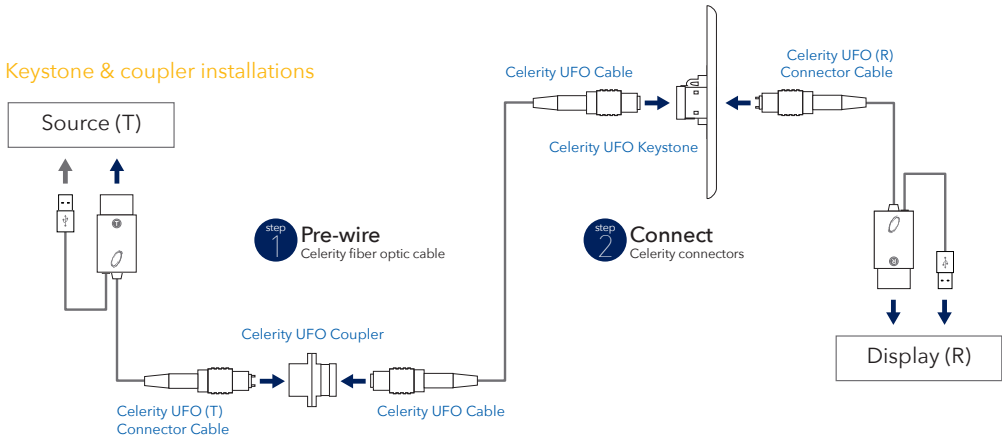 Keystone & coupler installations
Source (T)
T
Celerity UFO Cable
Celerity UFO Keystone
Celerity UFO (R)
Connector Cable
step
1
Pre-wire
Celerity fiber optic cable
step
2
Connect
Celerity connectors
R
Celerity UFO Coupler
Display (R)
Celerity UFO (T)
Connector Cable
Celerity UFO Cable